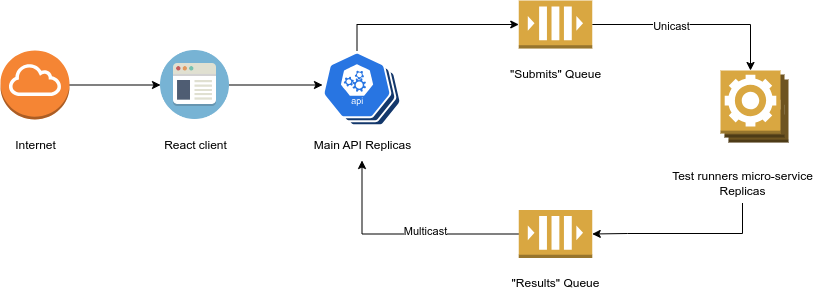 Unicast
"Submits" Queue
api
Internet
React client
Main API Replicas
Test runners micro-service
Replicas
Multicast
"Results" Queue